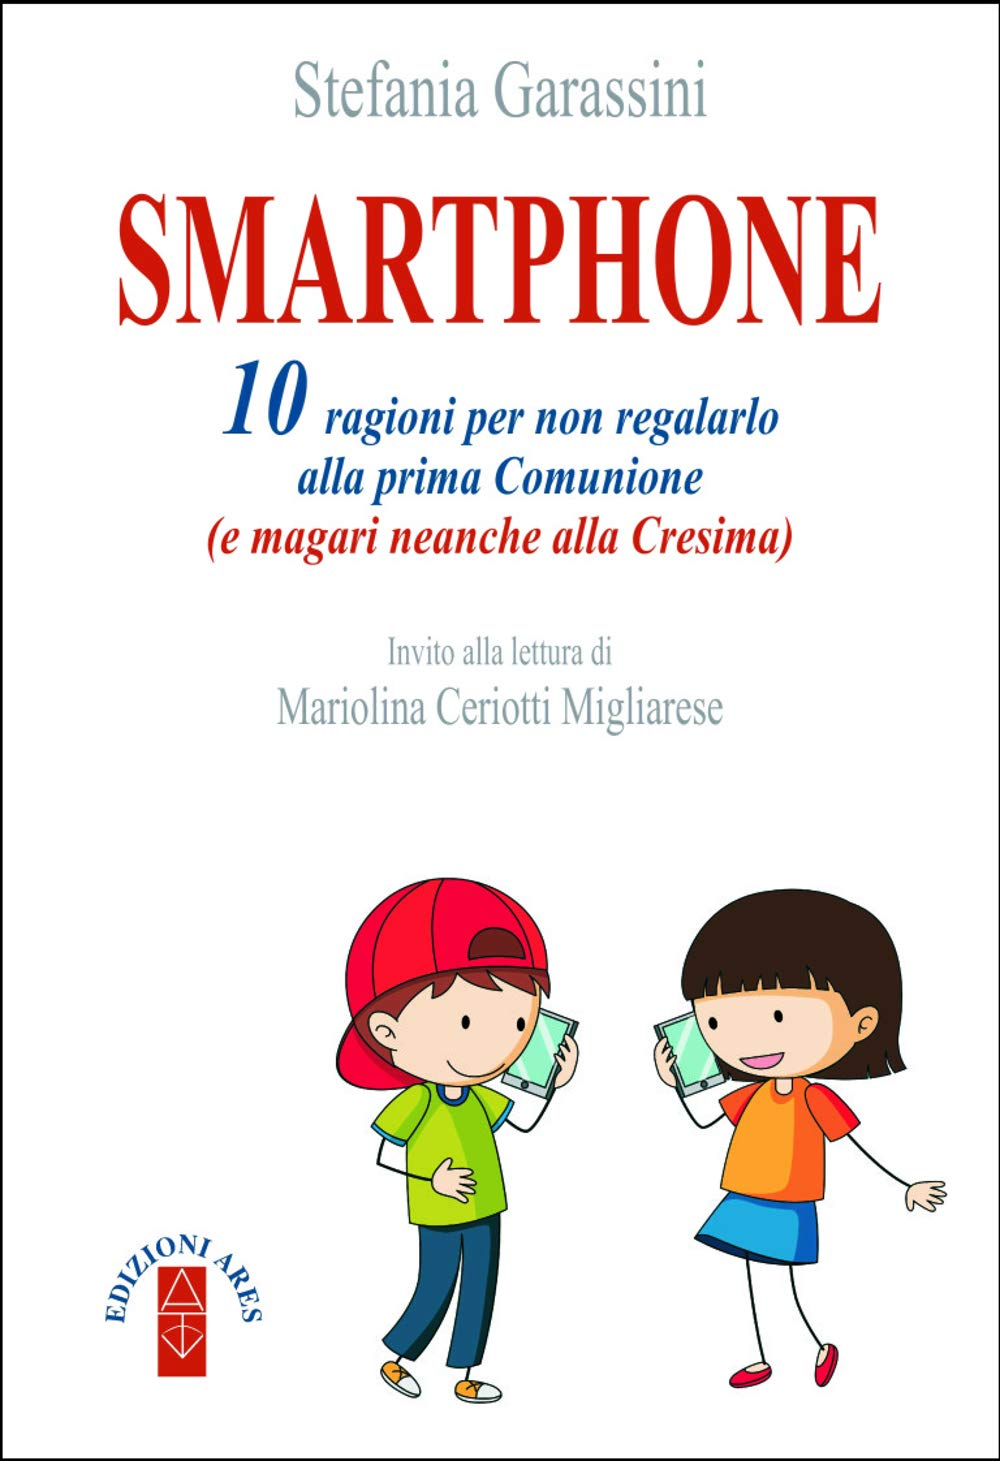 Stefania Garassini
SMARTPHONE
10 ragioni per non regalarlo
alla prima Comunione
(e magari neanche alla Cresima)
Invito alla lettura di
Mariolina Ceriotti Migliarese
EDIZIONI ARES